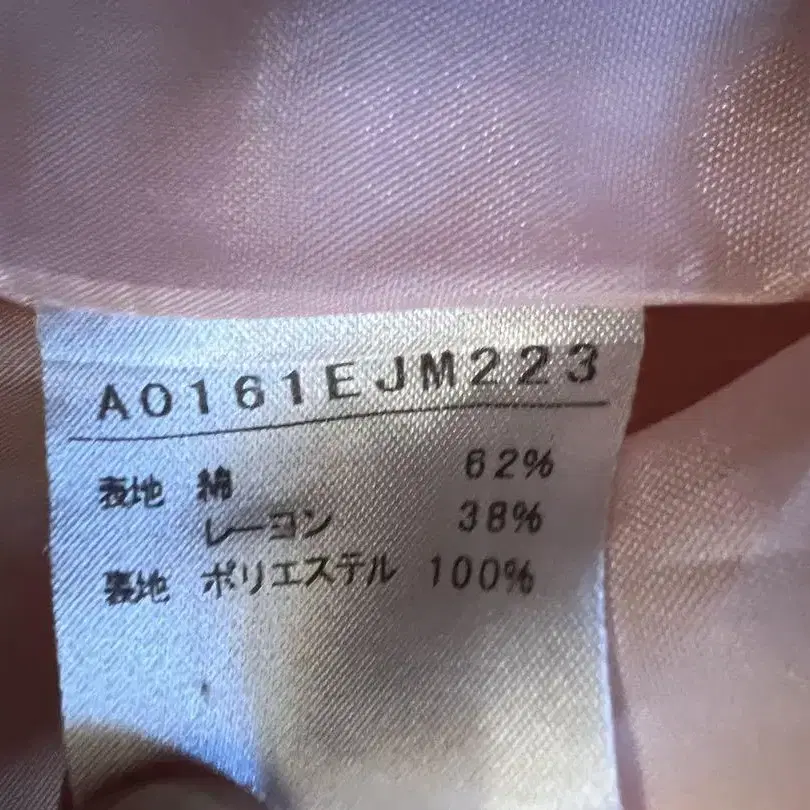 A0161EJM223
表地 綿 62%
レーヨン 38%
裏地 ポリエステル 100%